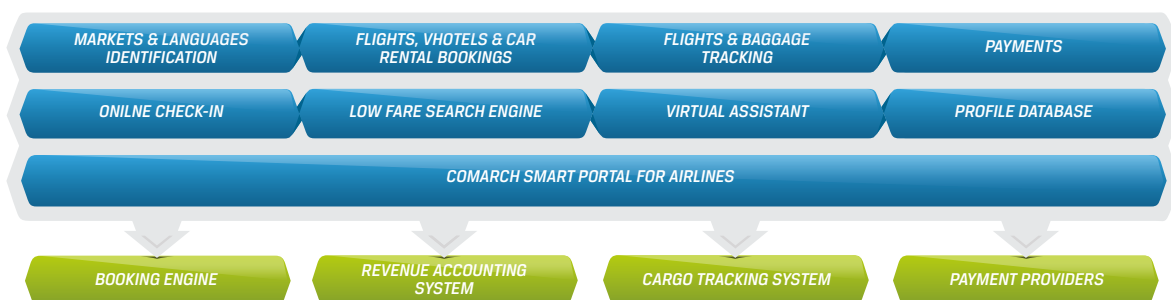 MARKETS & LANGUAGES
IDENTIFICATION
FLIGHTS, VHOTELS & CAR
RENTAL BOOKINGS
FLIGHTS & BAGGAGE
TRACKING
PAYMENTS
ONILNE CHECK-IN
LOW FARE SEARCH ENGINE
VIRTUAL ASSISTANT
PROFILE DATABASE
COMARCH SMART PORTAL FOR AIRLINES
BOOKING ENGINE
REVENUE ACCOUNTING
SYSTEM
CARGO TRACKING SYSTEM
PAYMENT PROVIDERS